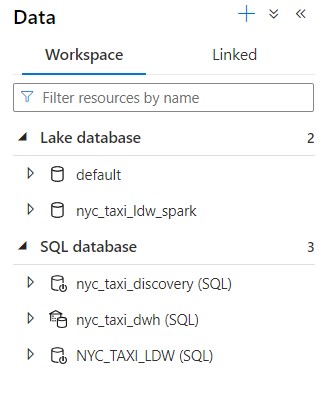 Data
Workspace Linked
Filter resources by name
Lake database 2
default
nyc_taxi_ldw_spark
SQL database 3
nyc_taxi_discovery (SQL)
nyc_taxi_dwh (SQL)
NYC_TAXI_LDW (SQL)